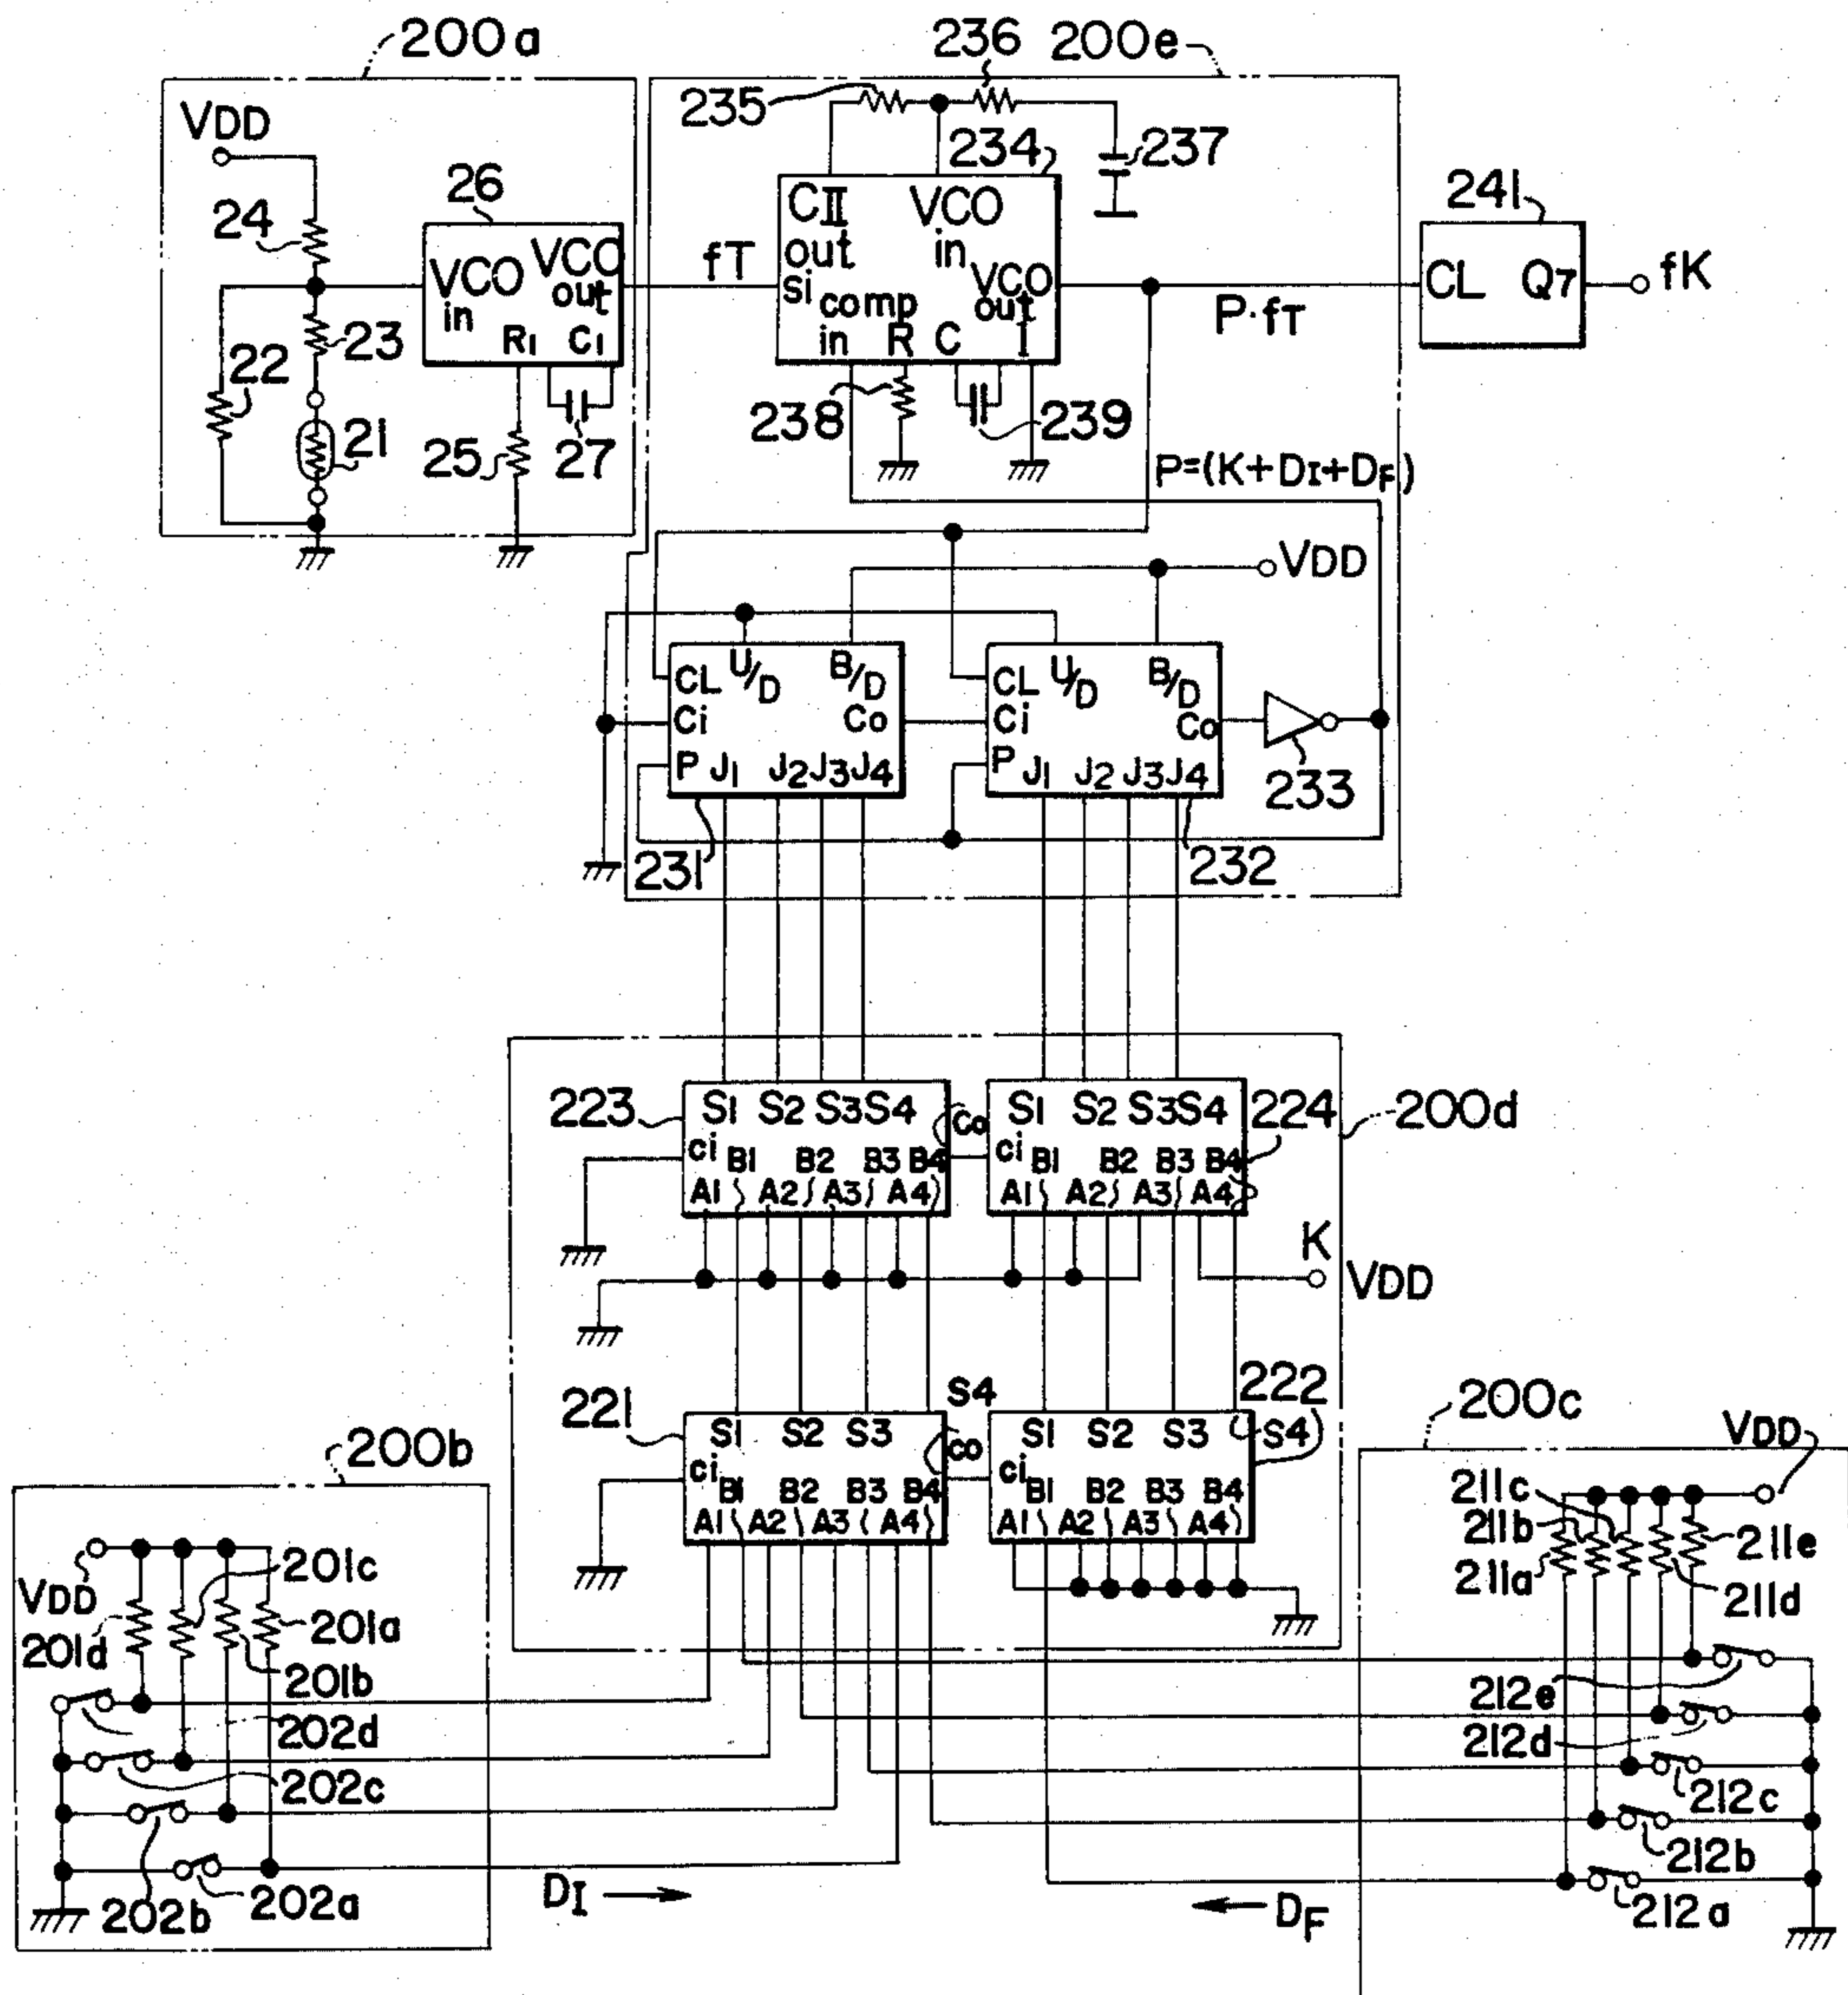 200a
236 200e
235
VDD
234
237
26
241
24
CII VCO
out in
VCO VCO
in out
fT
Si comp VCO
in out
R C I
P·fT
CL Q7
fK
R1 C1
23
22
21
25
27
238
239
P=(K+DI+DF)
VDD
CL U/D B/D
Ci Co
P J1 J2 J3 J4
CL U/D B/D
Ci Co
P J1 J2 J3 J4
233
231
232
223
S1 S2 S3 S4
Co
ci B1 B2 B3 B4
A1 A2 A3 A4
S1 S2 S3 S4
ci B1 B2 B3 B4
A1 A2 A3 A4
224
200d
K
VDD
221
S4
222
S1 S2 S3
co
ci B1 B2 B3 B4
A1 A2 A3 A4
S1 S2 S3 S4
ci B1 B2 B3 B4
A1 A2 A3 A4
200b
200c
VDD
VDD
201c
201d
201a
201b
202d
202c
202b
202a
DI
211c
211b
211a
211e
211d
212e
212d
212c
212b
212a
DF